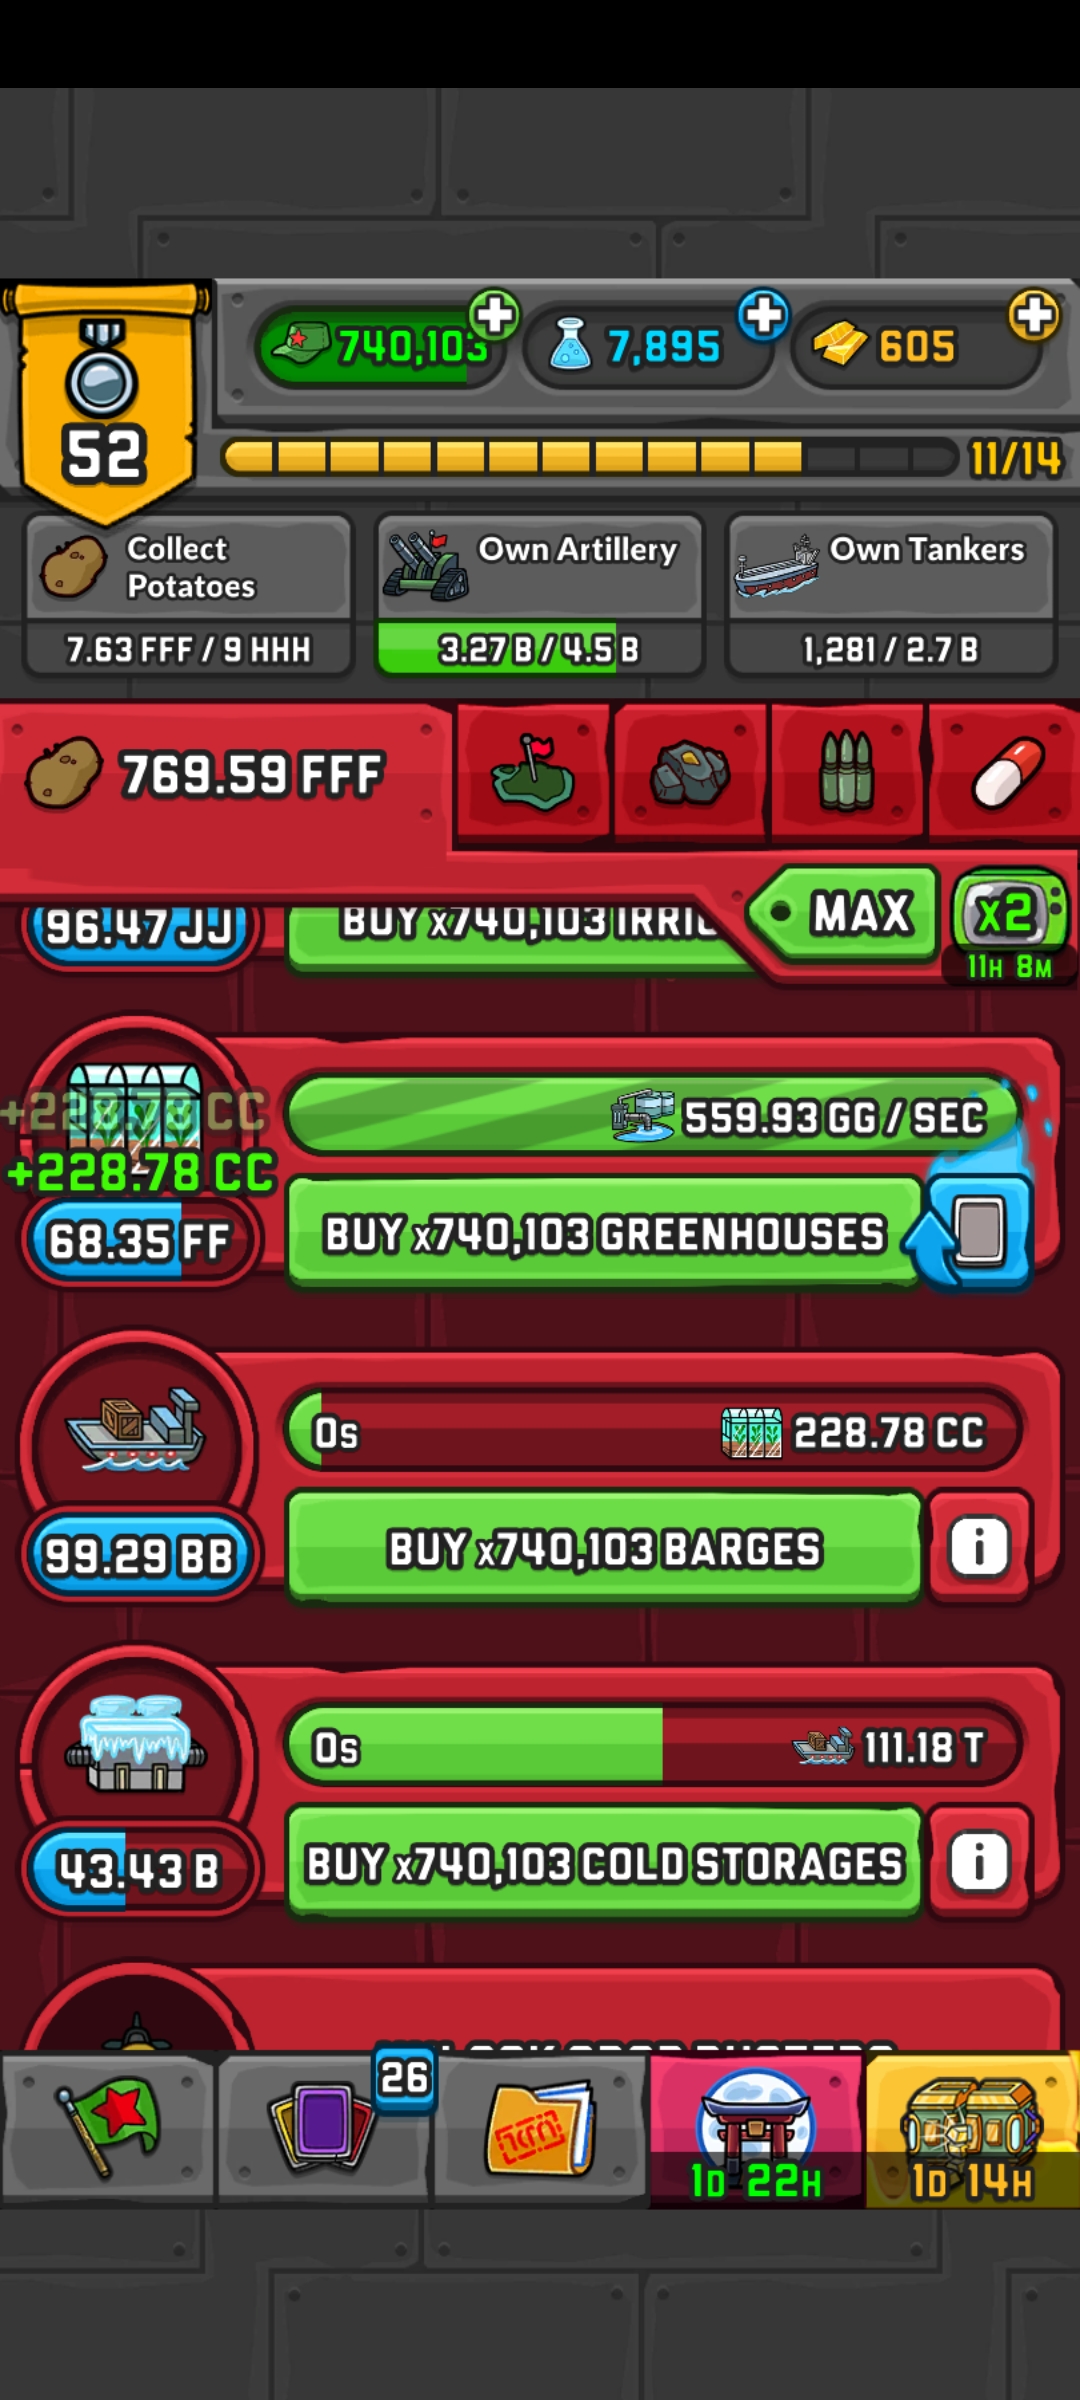 740,103
7,895
605
52
11/14
Collect
Potatoes
7.63 FFF / 9 HHH
Own Artillery
3.27 B / 4.5 B
Own Tankers
1,281 / 2.7 B
769.59 FFF
MAX
x2
11H 8M
96.47 JJ
BUY x740,103
+228.78 CC
+228.78 CC
559.93 GG / SEC
68.35 FF
BUY x740,103 GREENHOUSES
0s
228.78 CC
99.29 BB
BUY x740,103 BARGES
i
0s
111.18 T
43.43 B
BUY x740,103 COLD STORAGES
i
26
1D 22H
1D 14H